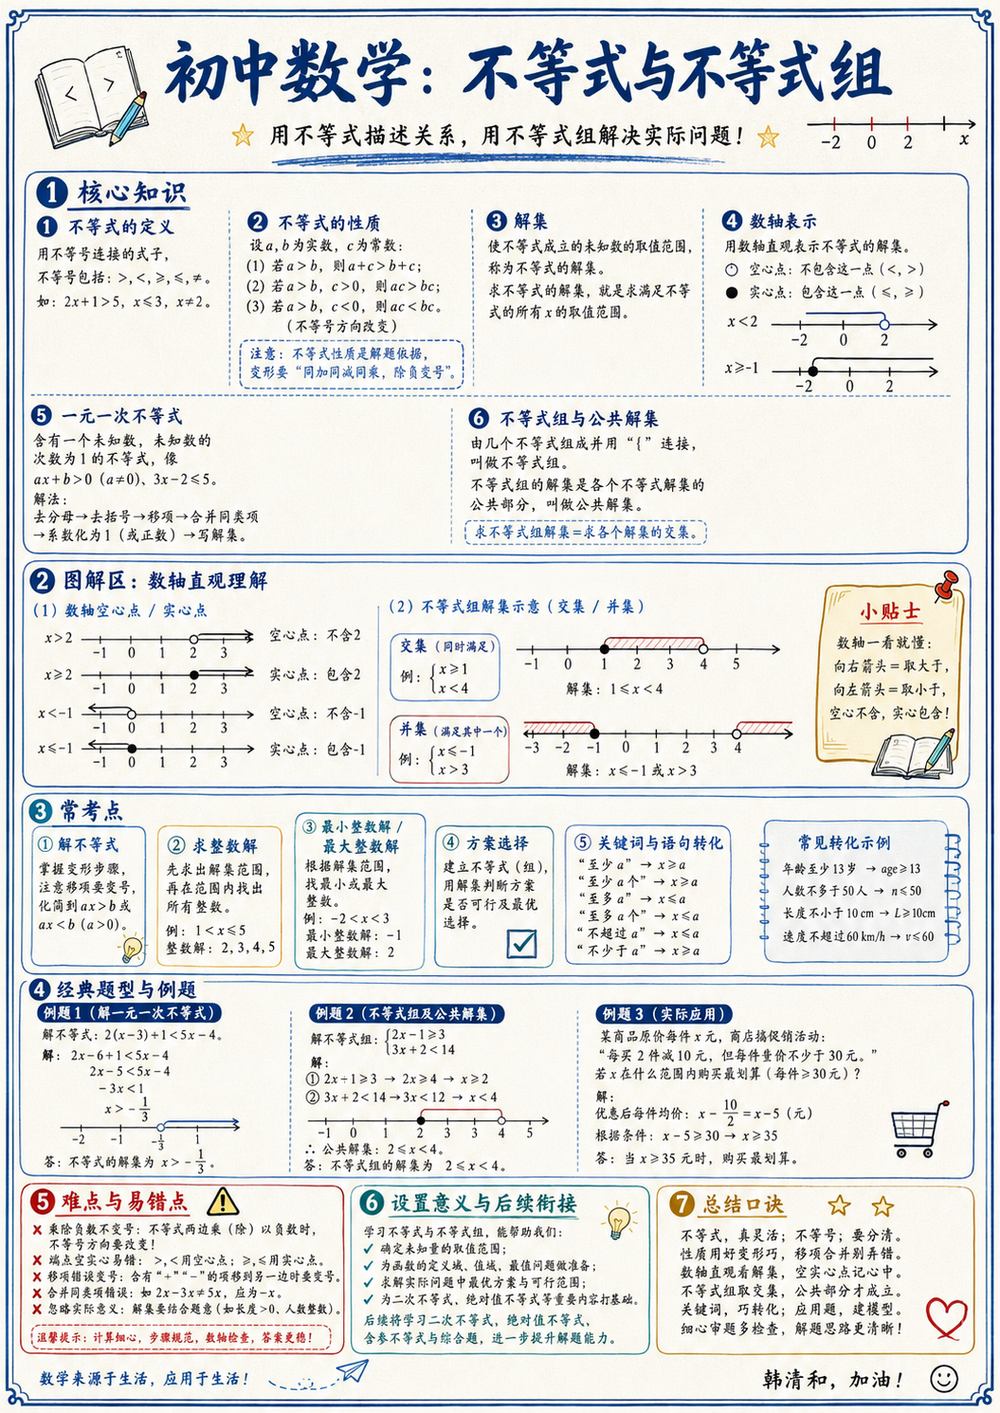 初中数学：不等式与不等式组
用不等式描述关系，用不等式组解决实际问题！
-2 0 2 x
1 核心知识
1 不等式的定义
用不等号连接的式子，
不等号包括：>,<,⩾,⩽,≠。
如：2x+1>5，x⩽3，x≠2。
2 不等式的性质
设a,b为实数，c为常数：
(1) 若a>b，则a+c>b+c；
(2) 若a>b，c>0，则ac>bc；
(3) 若a>b，c<0，则ac<bc。
（不等号方向改变）
注意：不等式性质是解题依据，
变形要“同加同减同乘，除负变号”。
3 解集
使不等式成立的未知数的取值范围，
称为不等式的解集。
求不等式的解集，就是求满足不等
式的所有x的取值范围。
4 数轴表示
用数轴直观表示不等式的解集。
空心点：不包含这一点（<，>）
实心点：包含这一点（⩽，⩾）
x<2
-2 0 2
x⩾-1
-2 0 2
5 一元一次不等式
含有一个未知数，未知数的
次数为1的不等式，像
ax+b>0（a≠0)、3x-2⩽5。
解法：
去分母→去括号→移项→合并同类项
→系数化为1（或正数）→写解集。
6 不等式组与公共解集
由几个不等式组成并用“{”连接，
叫做不等式组。
不等式组的解集是各个不等式解集的
公共部分，叫做公共解集。
求不等式组解集=求各个解集的交集。
2 图解区：数轴直观理解
(1) 数轴空心点 / 实心点
x>2 -1 0 1 2 3 空心点：不含2
x⩾2 -1 0 1 2 3 实心点：包含2
x<-1 -1 0 1 2 3 空心点：不含-1
x⩽-1 -1 0 1 2 3 实心点：包含-1
(2) 不等式组解集示意（交集 / 并集）
交集（同时满足）
例：{x⩾1
x<4
-1 0 1 2 3 4 5
解集：1⩽x<4
并集（满足其中一个）
例：{x⩽-1
x>3
-3 -2 -1 0 1 2 3 4
解集：x⩽-1 或 x>3
小贴士
数轴一看就懂：
向右箭头=取大于，
向左箭头=取小于，
空心不含，实心包含！
3 常考点
① 解不等式
掌握变形步骤，
注意移项要变号，
化简到ax>b或
ax<b（a>0)。
② 求整数解
先求出解集范围，
再在范围内找出
所有整数。
例：1<x⩽5
整数解：2,3,4,5
③ 最小整数解 /
最大整数解
根据解集范围，
找最小或最大
整数。
例：-2<x<3
最小整数解：-1
最大整数解：2
④ 方案选择
建立不等式（组），
用解集判断方案
是否可行及最优
选择。
⑤ 关键词与语句转化
“至少a” → x⩾a
“至少a个” → x⩾a
“至多a” → x⩽a
“至多a个” → x⩽a
“不超过a” → x⩽a
“不少于a” → x⩾a
常见转化示例
年龄至少13岁 → age⩾13
人数不多于50人 → n⩽50
长度不小于10 cm → L⩾10cm
速度不超过60 km/h → v⩽60
4 经典题型与例题
例题1（解一元一次不等式）
解不等式：2(x-3)+1<5x-4。
解：2x-6+1<5x-4
2x-5<5x-4
-3x<1
x>-1/3
-2 -1 -1/3 1
答：不等式的解集为 x>-1/3。
例题2（不等式组及公共解集）
解不等式组：{2x-1⩾3
3x+2<14
解：
① 2x-1⩾3 → 2x⩾4 → x⩾2
② 3x+2<14→3x<12 → x<4
-1 0 1 2 3 4 5
∴ 公共解集：2⩽x<4。
答：不等式组的解集为 2⩽x<4。
例题3（实际应用）
某商品原价每件x元，商店搞促销活动：
“每买2件减10元，但每件售价不少于30元。”
若x在什么范围内购买最划算（每件⩾30元）？
解：
优惠后每件均价：x-10/2=x-5（元）
根据条件：x-5⩾30 → x⩾35
答：当x⩾35元时，购买最划算。
5 难点与易错点
✗ 乘除负数不变号：不等式两边乘（除）以负数时，
不等号方向要改变！
✗ 端点空实心易错：>,<用空心点；⩾,⩽用实心点。
✗ 移项错误变号：含有“+”“-”的项移到另一边时要变号。
✗ 合并同类项错误：如2x-3x≠5x，应为-x。
✗ 忽略实际意义：解集要结合题意（如长度>0、人数整数）。
温馨提示：计算细心，步骤规范，数轴检查，答案更稳！
6 设置意义与后续衔接
学习不等式与不等式组，能帮助我们：
✓ 确定未知量的取值范围；
✓ 为函数的定义域、值域、最值问题做准备；
✓ 求解实际问题中最优方案与可行范围；
✓ 为二次不等式、绝对值不等式等重要内容打基础。
后续将学习二次不等式，绝对值不等式，
含参不等式与综合题，进一步提升解题能力。
7 总结口诀
不等式，真灵活；不等号；要分清。
性质用好变形巧，移项合并别弄错。
数轴直观看解集，空实心点记心中。
不等式组取交集，公共部分才成立。
关键词，巧转化；应用题，建模型。
细心审题多检查，解题思路更清晰！
数学来源于生活，应用于生活！
韩清和，加油！